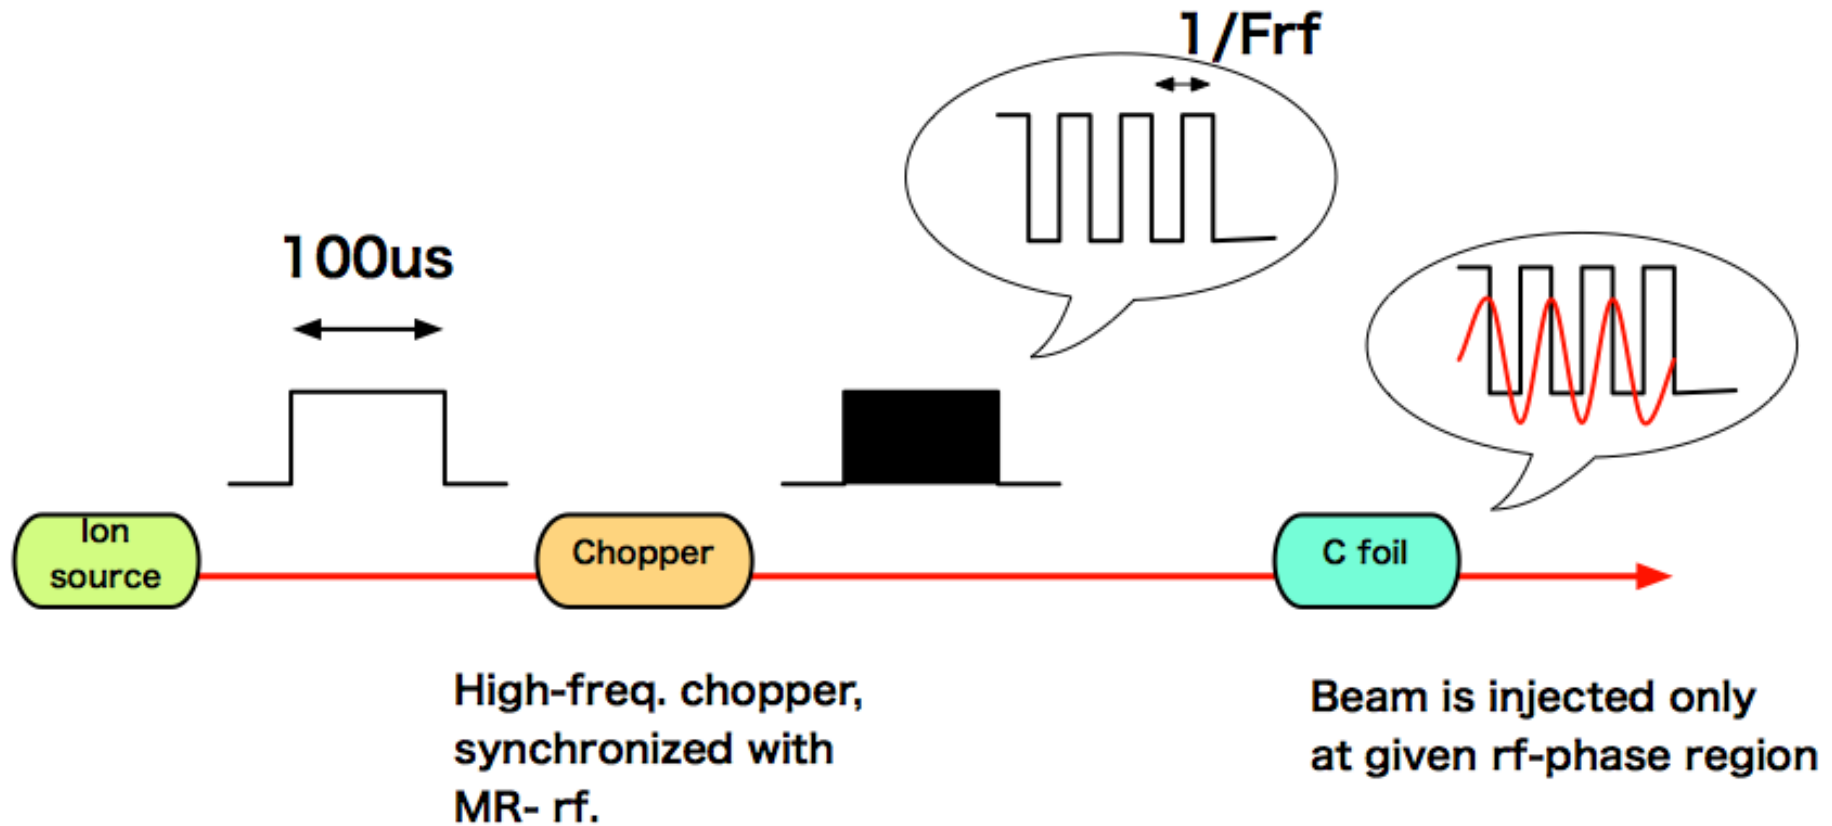 1/Frf
100us
Ion
source
Chopper
C foil
High-freq. chopper,
synchronized with
MR- rf.
Beam is injected only
at given rf-phase region